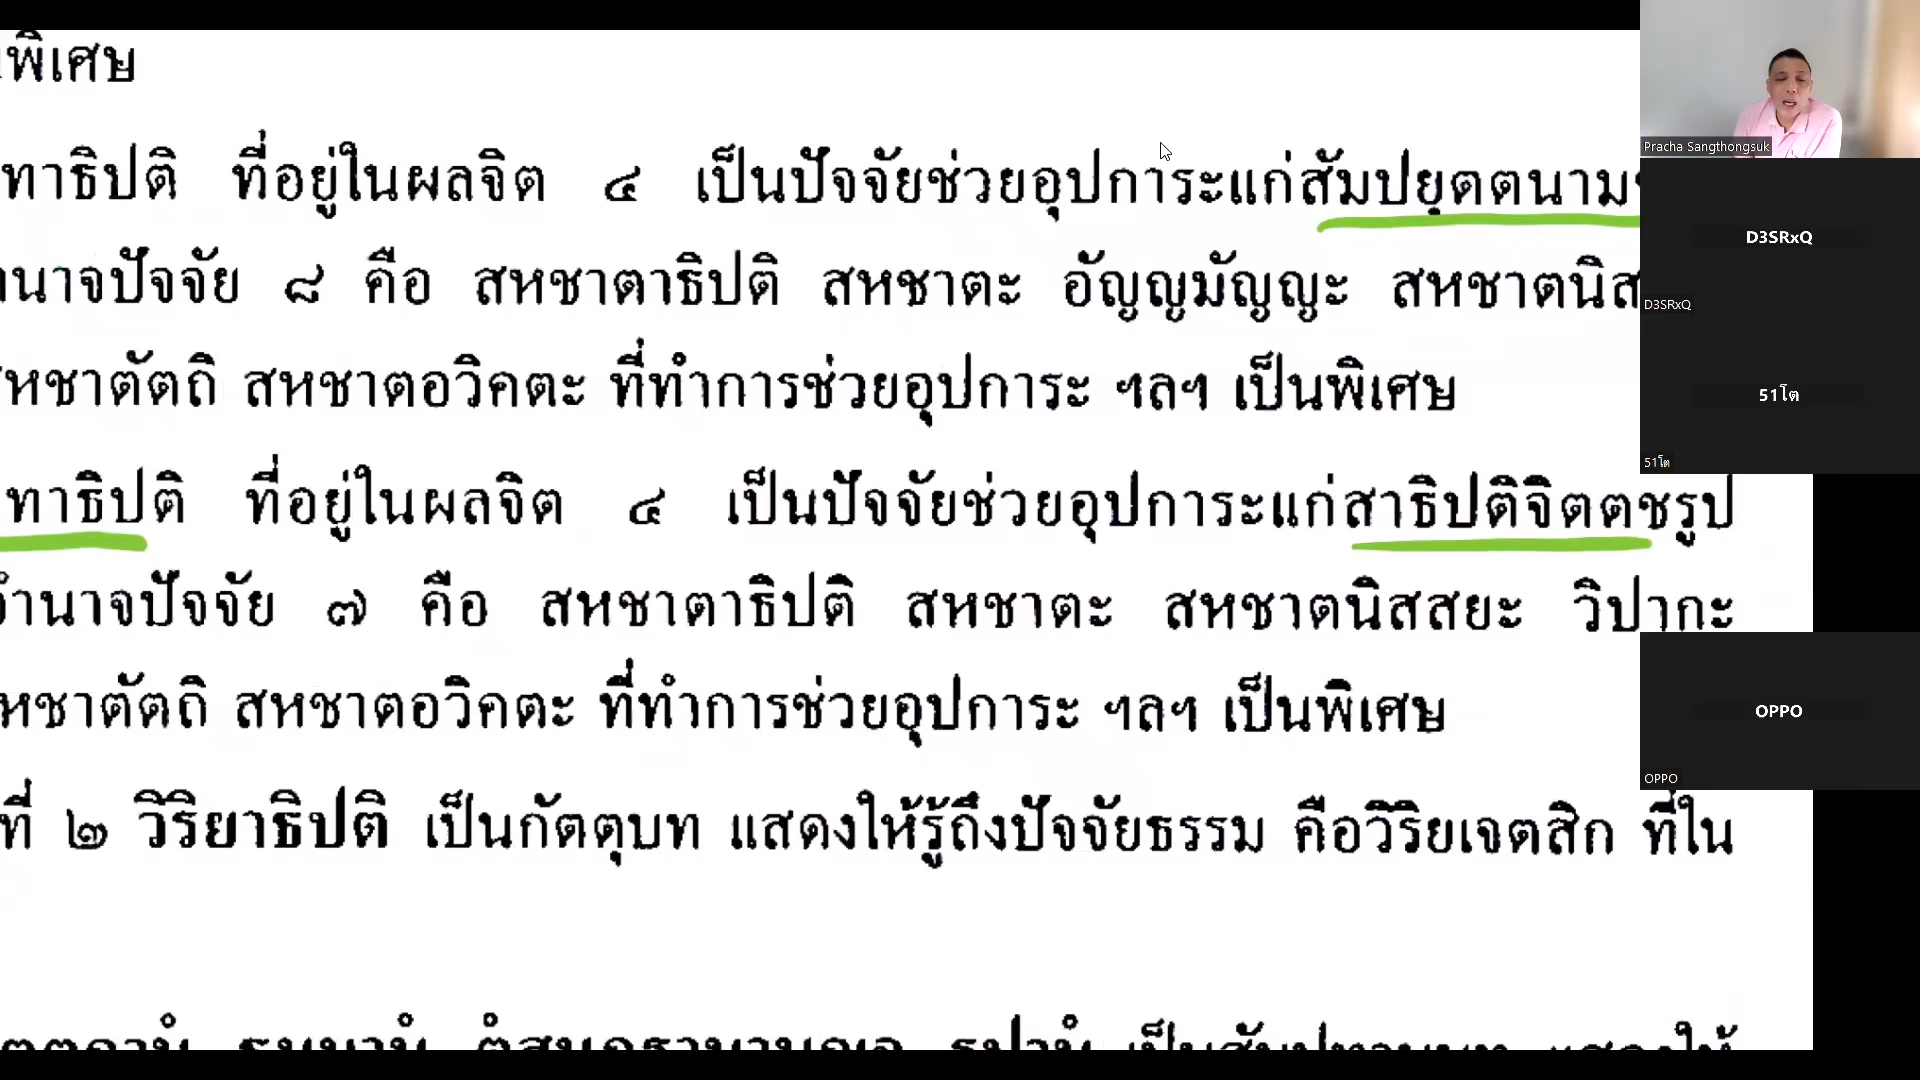 พิเศษ
ทาธิปติ ที่อยู่ในผลจิต ๔ เป็นปัจจัยช่วยอุปการะแก่สัมปยุตตนาม
ปัจจัย ๘ คือ สหชาตาธิปติ สหชาตะ อัญญมัญญะ สหชาตนิส
หชาตัตถิ สหชาตอวิคตะ ที่ทำการช่วยอุปการะ ฯลฯ เป็นพิเศษ
ทาธิปติ ที่อยู่ในผลจิต ๔ เป็นปัจจัยช่วยอุปการะแก่สาธิปติจิตตชรูป
อำนาจปัจจัย ๗ คือ สหชาตาธิปติ สหชาตะ สหชาตนิสสยะ วิปากะ
หชาตัตถิ สหชาตอวิคตะ ที่ทำการช่วยอุปการะ ฯลฯ เป็นพิเศษ
ที่ ๒ วิริยาธิปติ เป็นกัตตุบท แสดงให้รู้ถึงปัจจัยธรรม คือวิริยเจตสิก ที่ใน
Pracha Sangthongsuk
D3SRxQ
D3SRxQ
51โต
51โต
OPPO
OPPO